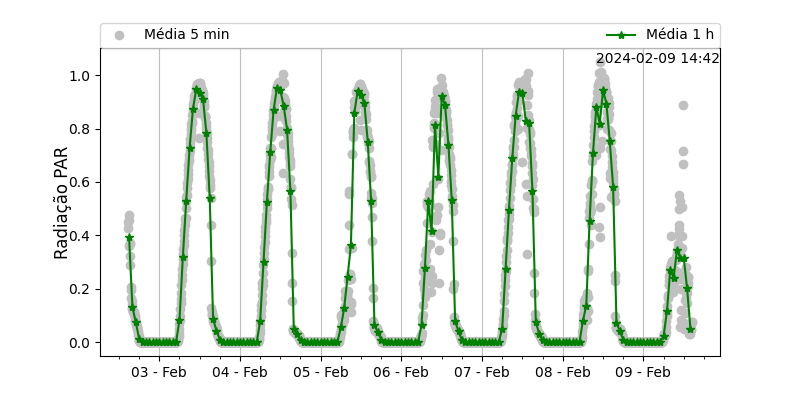 Média 5 min
Média 1 h
2024-02-09 14:42
Radiação PAR
1.0
0.8
0.6
0.4
0.2
0.0
03 - Feb
04 - Feb
05 - Feb
06 - Feb
07 - Feb
08 - Feb
09 - Feb